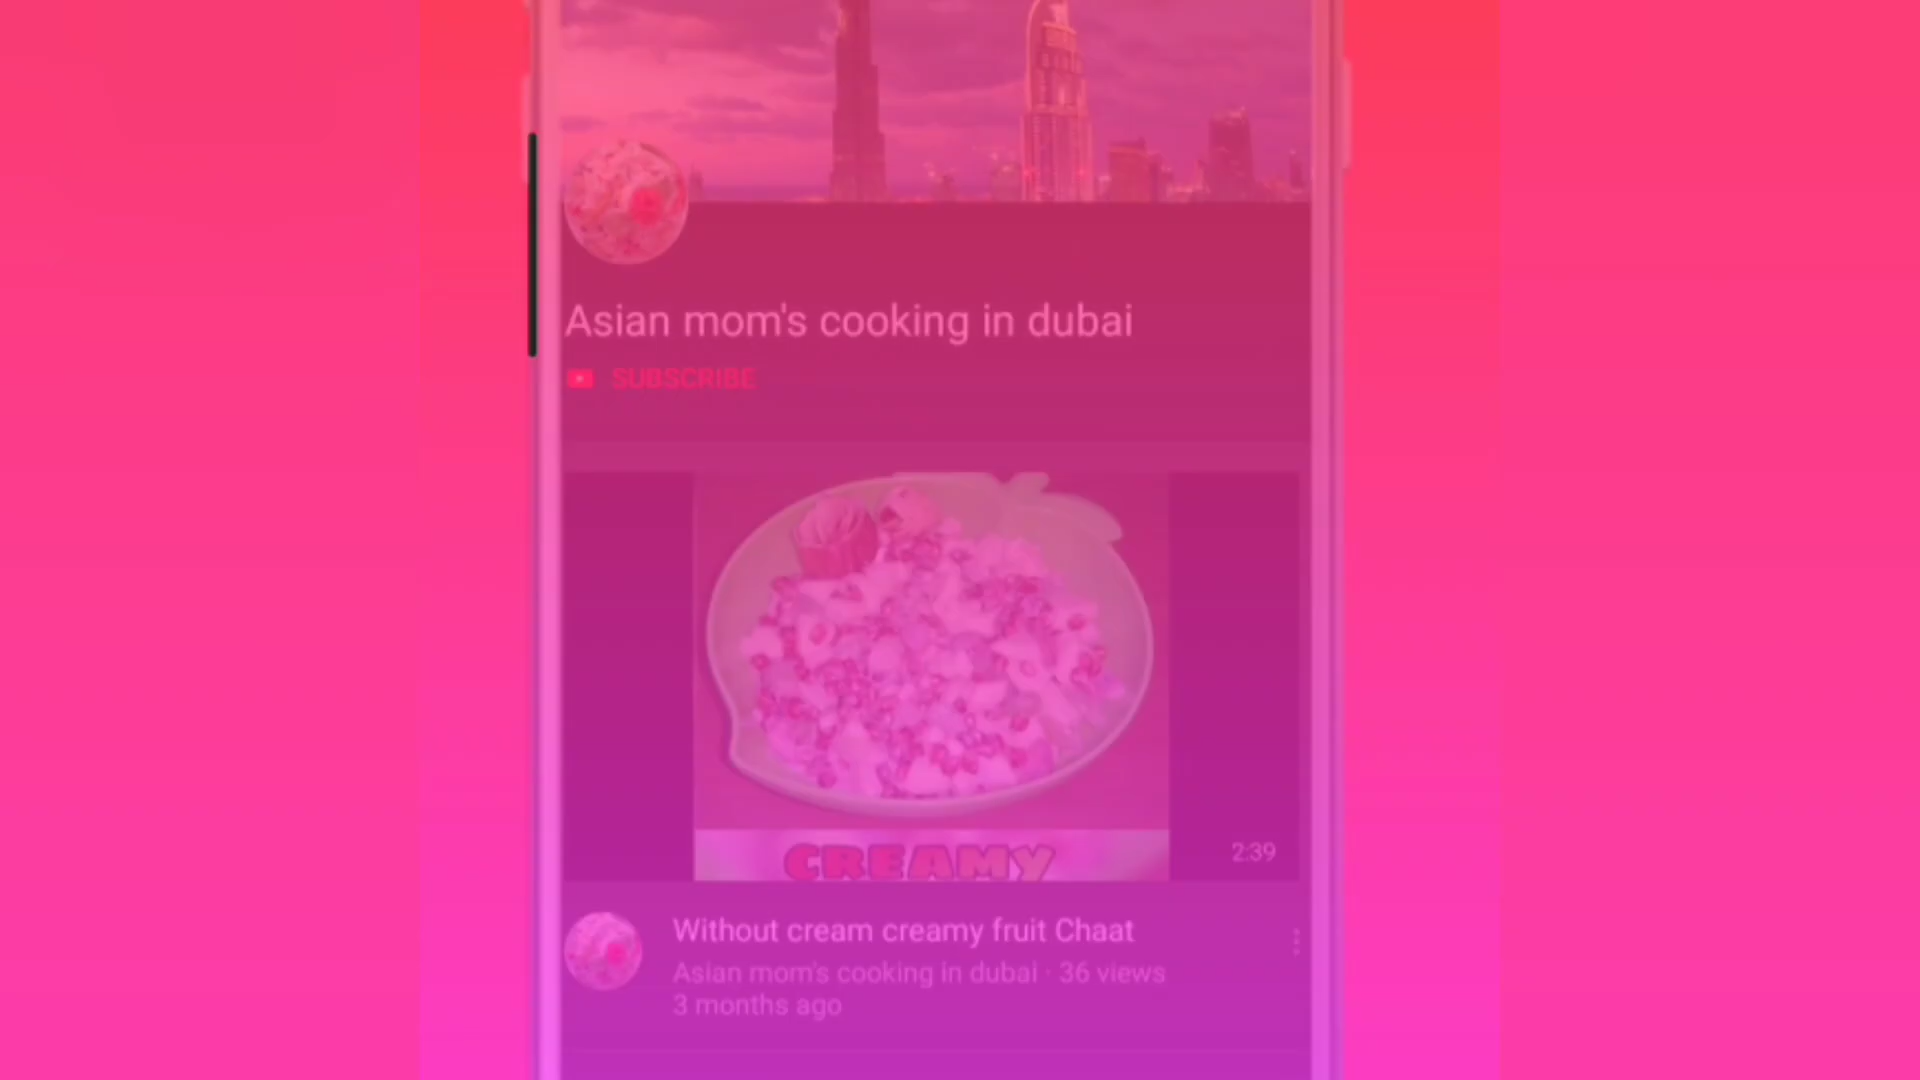 Asian mom's cooking in dubai
SUBSCRIBE
CREAMY
2:39
Without cream creamy fruit Chaat
Asian mom's cooking in dubai · 36 views
3 months ago